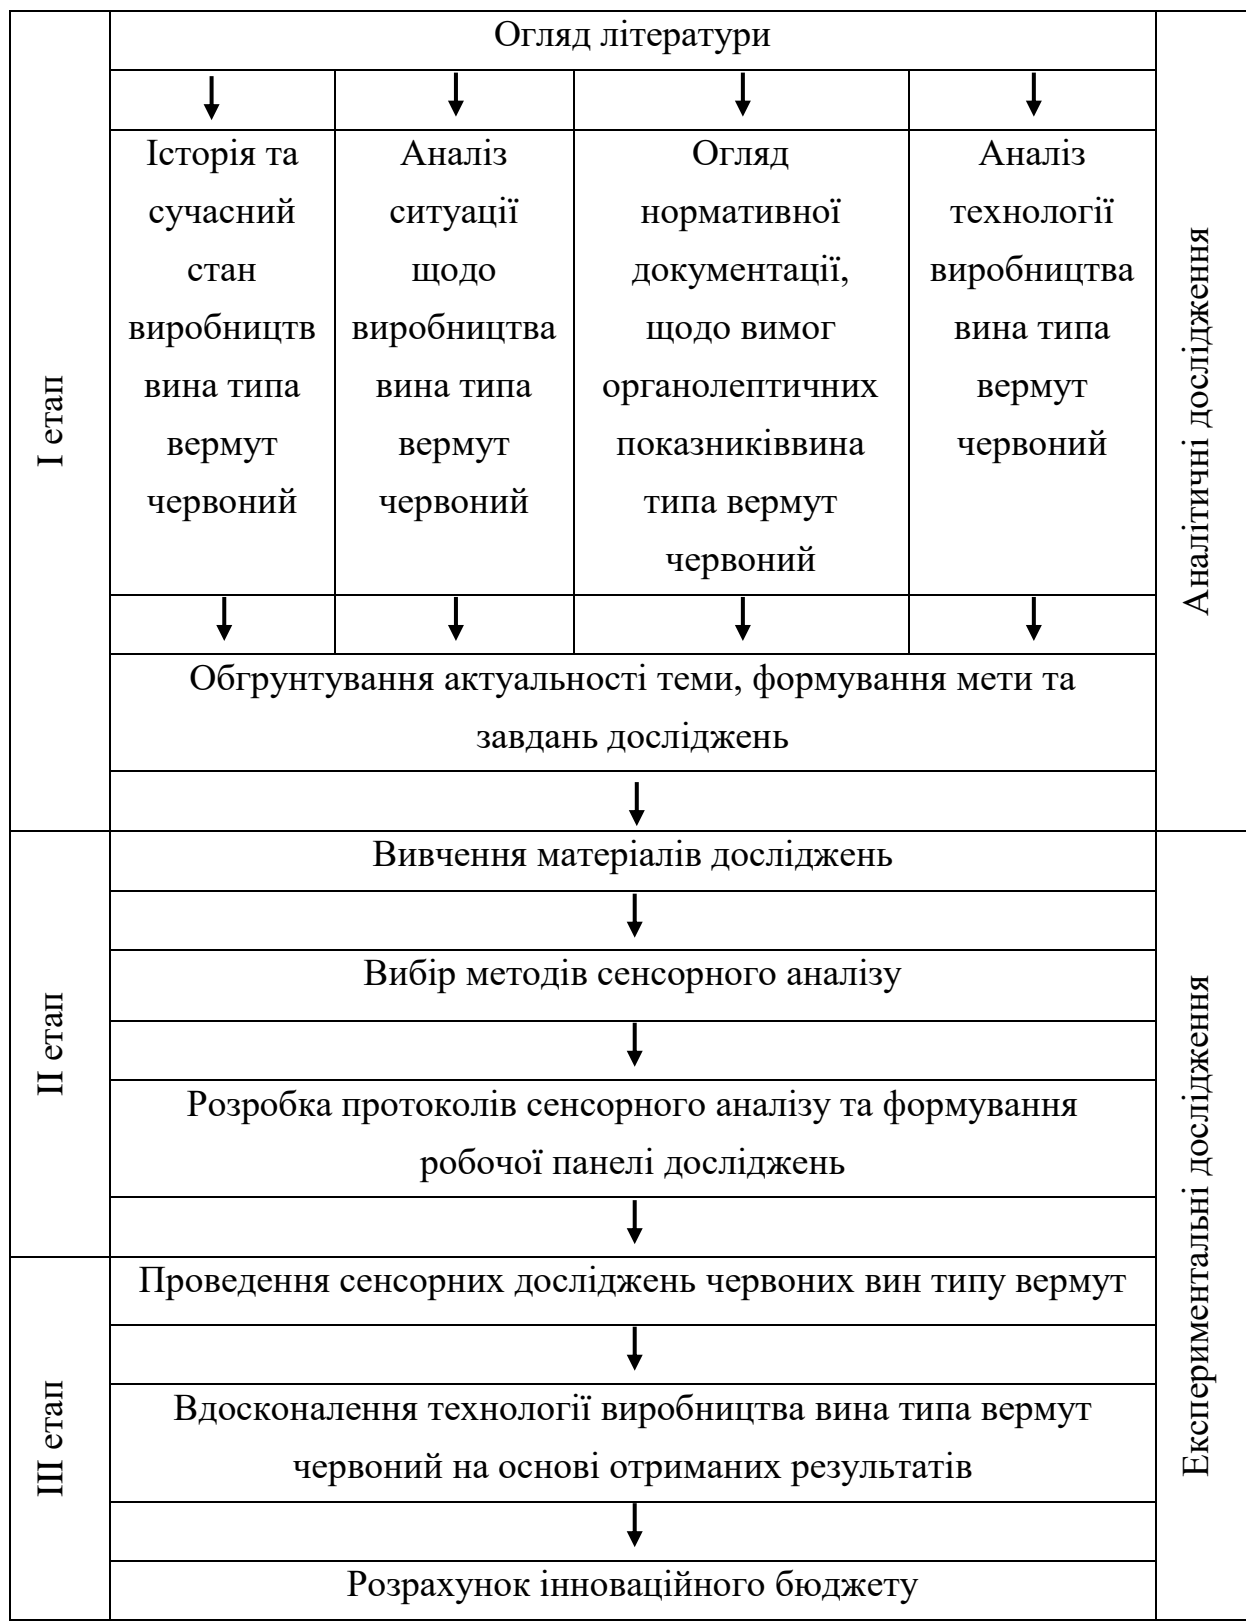 Огляд літератури
Історія та
сучасний
стан
виробництв
вина типа
вермут
червоний
Аналіз
ситуації
щодо
виробництва
вина типа
вермут
червоний
Огляд
нормативної
документації,
щодо вимог
органолептичних
показниківвина
типа вермут
червоний
Аналіз
технології
виробництва
вина типа
вермут
червоний
І етап
Аналітичні дослідження
Обгрунтування актуальності теми, формування мети та
завдань досліджень
Вивчення матеріалів досліджень
Вибір методів сенсорного аналізу
ІІ етап
Розробка протоколів сенсорного аналізу та формування
робочої панелі досліджень
Експериментальні дослідження
Проведення сенсорних досліджень червоних вин типу вермут
ІІІ етап
Вдосконалення технології виробництва вина типа вермут
червоний на основі отриманих результатів
Розрахунок інноваційного бюджету